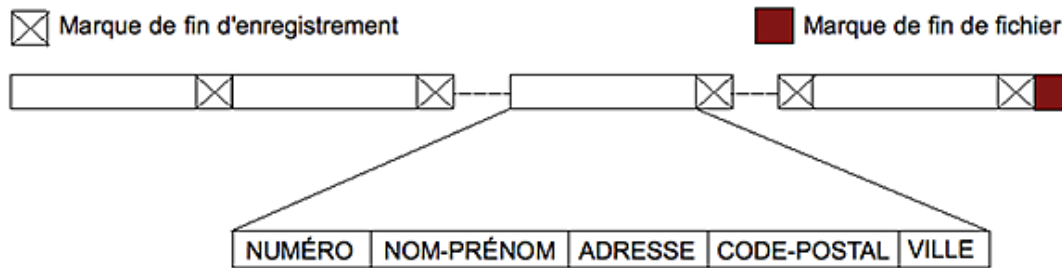 Marque de fin d'enregistrement
Marque de fin de fichier
NUMÉRO NOM-PRÉNOM ADRESSE CODE-POSTAL VILLE